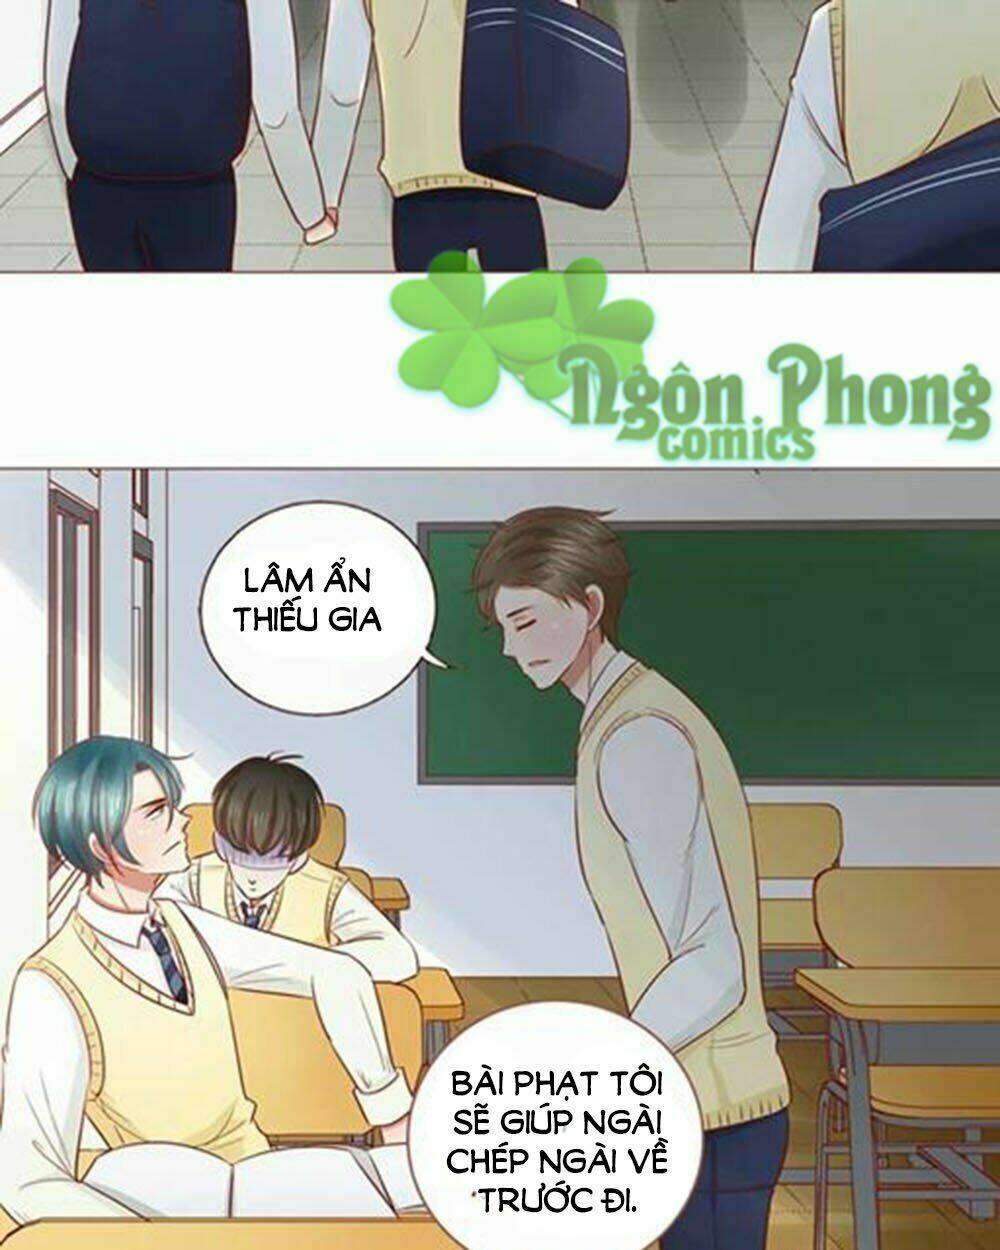 Ngôn Phong
comics
LÂM ẨN
THIẾU GIA
BÀI PHẠT TÔI
SẼ GIÚP NGÀI
CHÉP NGÀI VỀ
TRƯỚC ĐI.